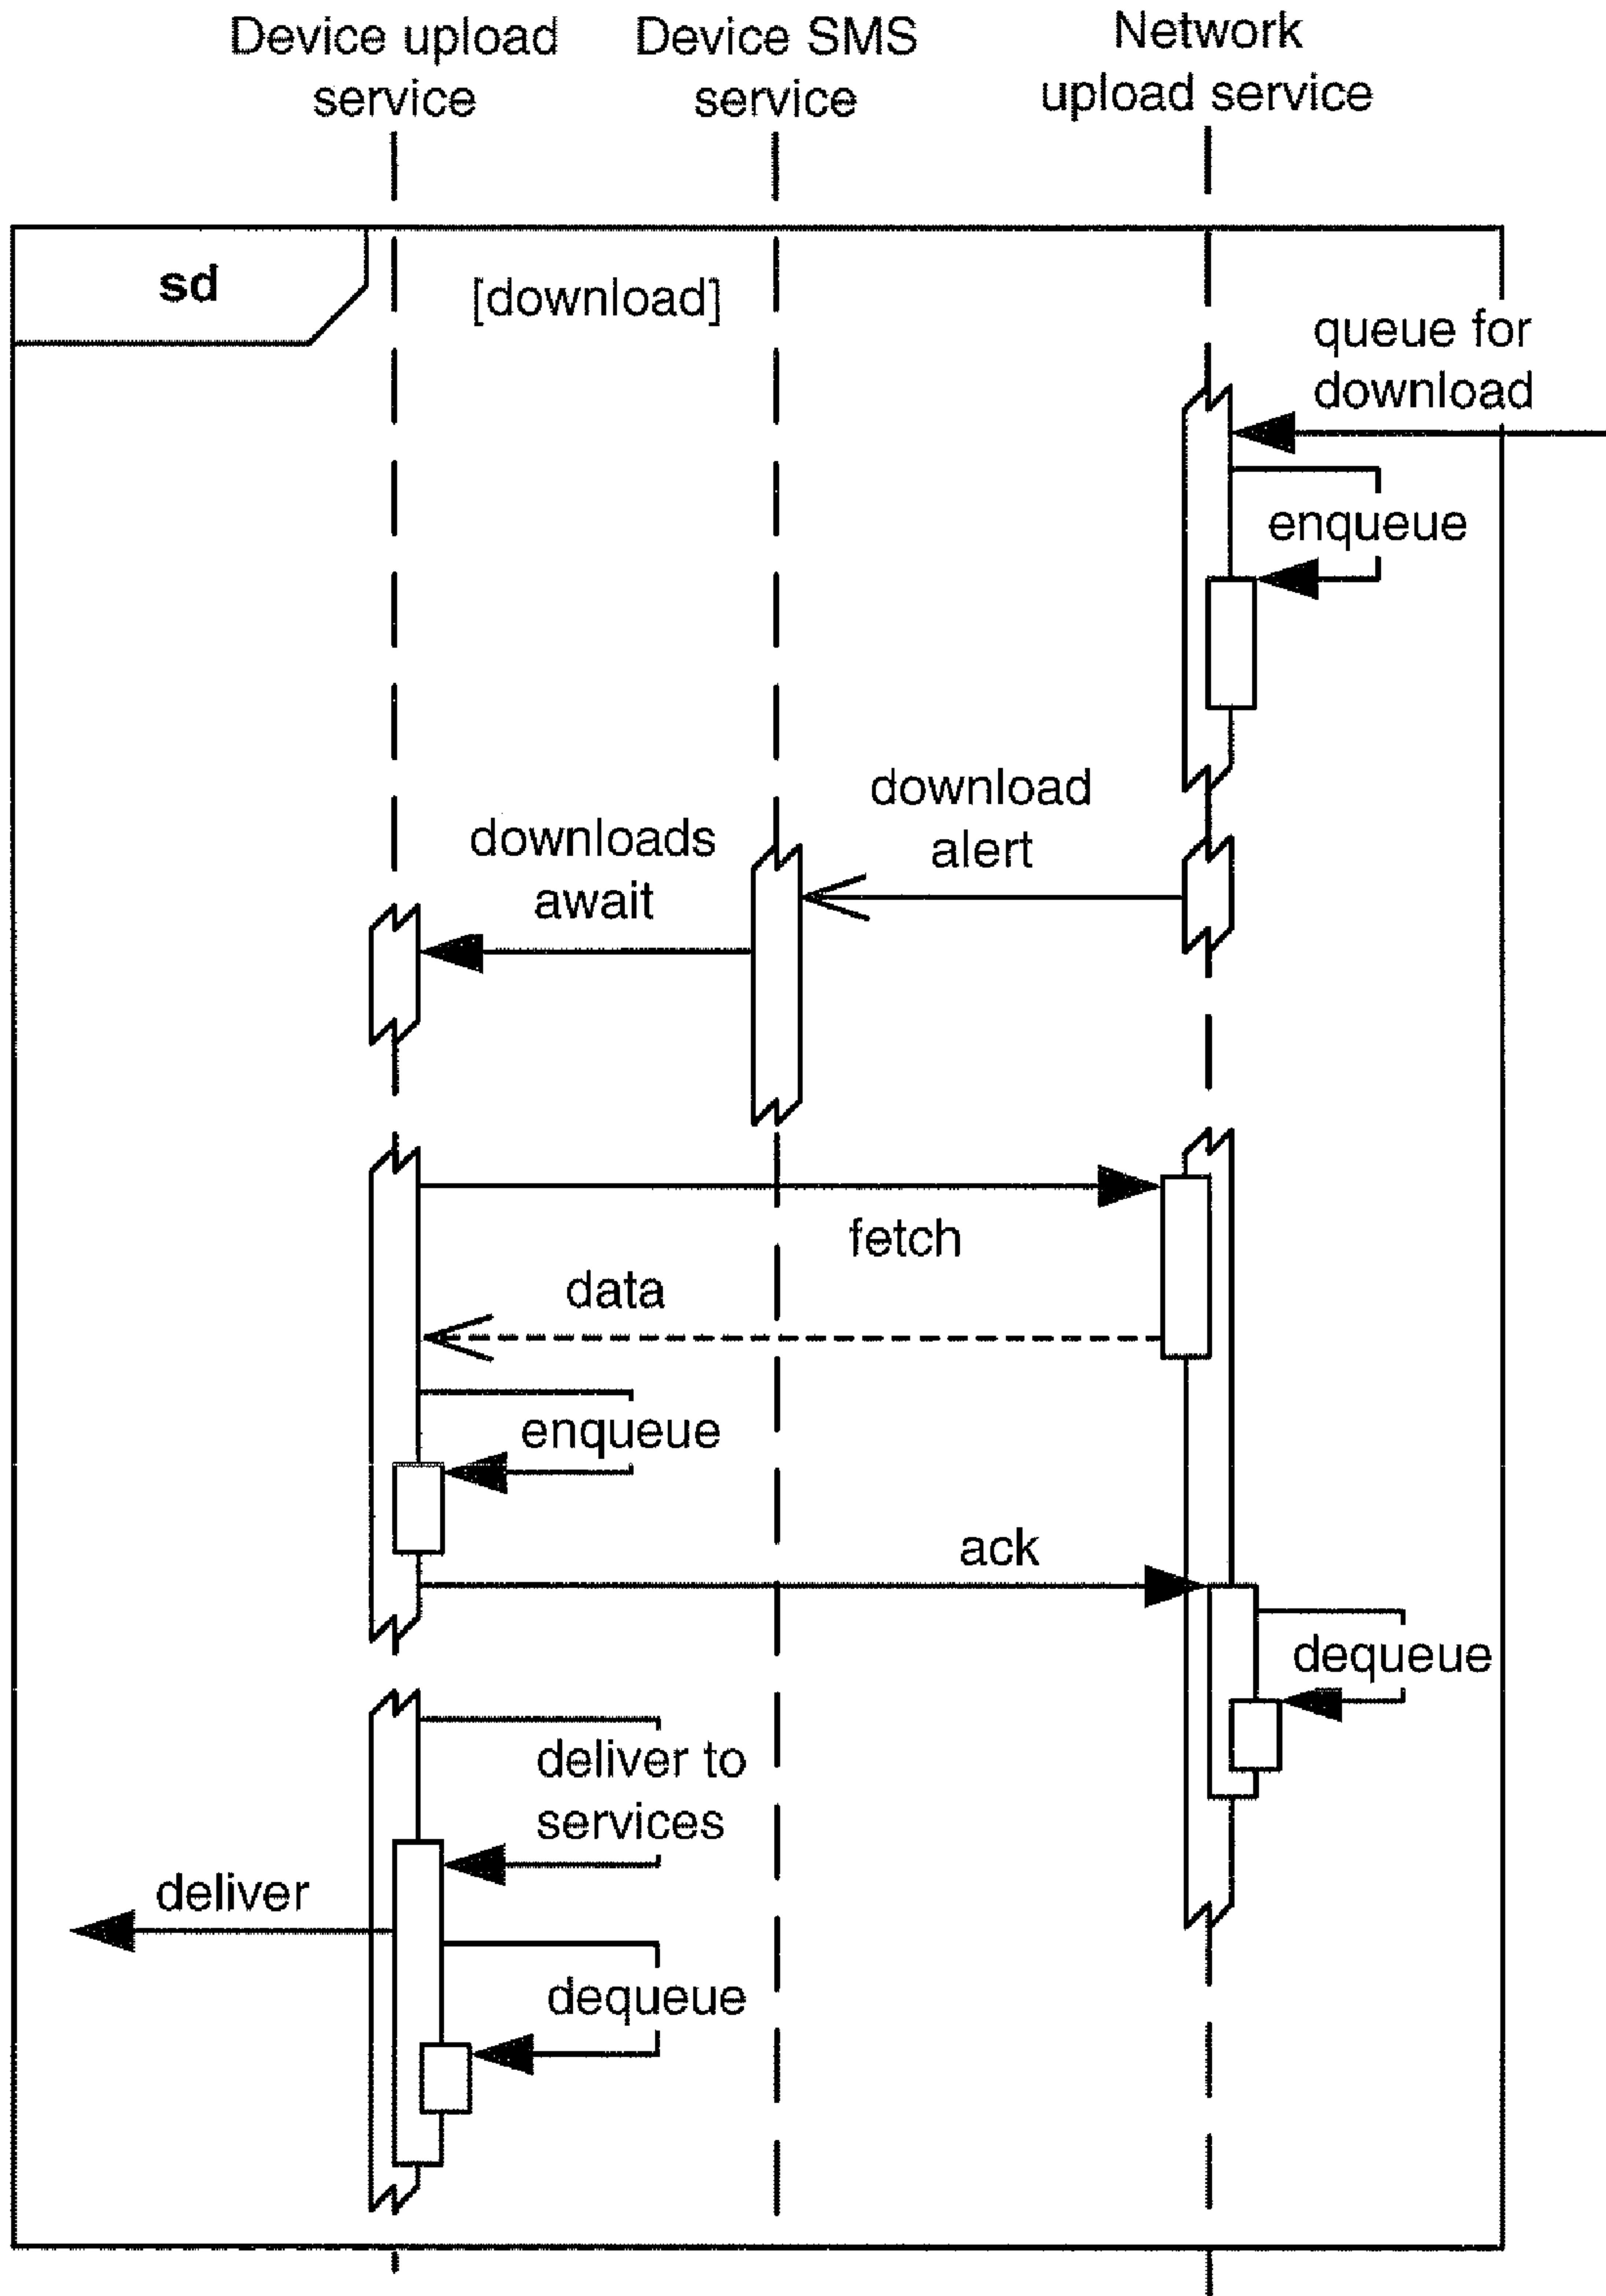 Device upload
service
Device SMS
service
Network
upload service
sd
[download]
queue for
download
enqueue
download
alert
downloads
await
fetch
data
enqueue
ack
dequeue
deliver to
services
deliver
dequeue